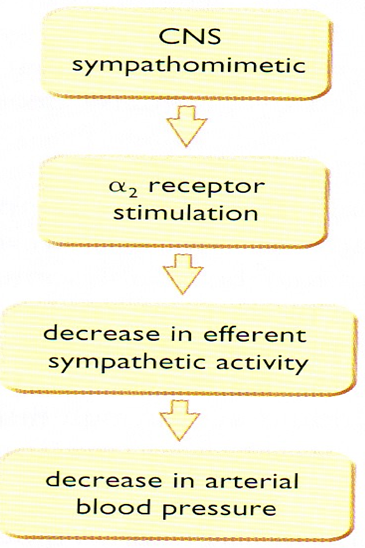 CNS
sympathomimetic
α₂ receptor
stimulation
decrease in efferent
sympathetic activity
decrease in arterial
blood pressure